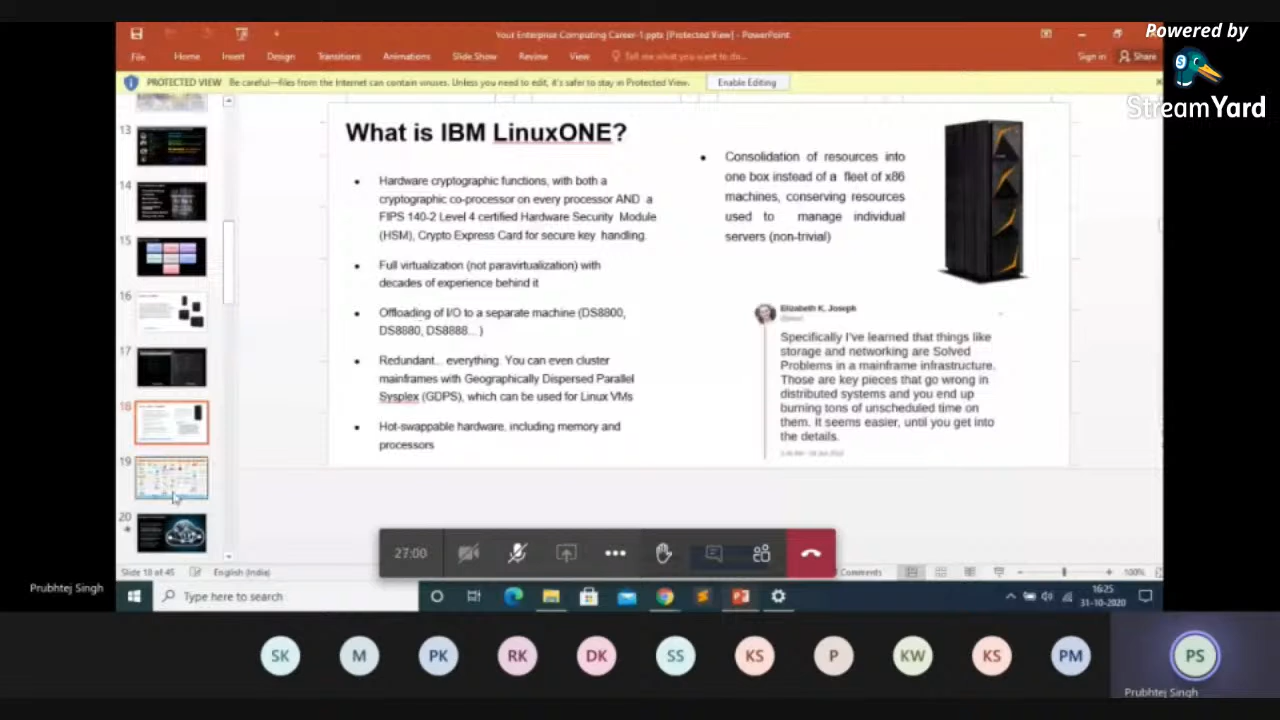 Your Enterprise Computing Career-1.pptx [Protected View] - PowerPoint
Powered by
StreamYard
File Home Insert Design Transitions Animations Slide Show Review View Tell me what you want to do... Sign in Share
PROTECTED VIEW Be careful—files from the Internet can contain viruses. Unless you need to edit, it's safer to stay in Protected View. Enable Editing
13
14
15
16
17
18
19
20
What is IBM LinuxONE?
• Hardware cryptographic functions, with both a
cryptographic co-processor on every processor AND a
FIPS 140-2 Level 4 certified Hardware Security Module
(HSM), Crypto Express Card for secure key handling.
• Full virtualization (not paravirtualization) with
decades of experience behind it
• Offloading of I/O to a separate machine (DS8800,
DS8880, DS8888... )
• Redundant... everything. You can even cluster
mainframes with Geographically Dispersed Parallel
Sysplex (GDPS), which can be used for Linux VMs
• Hot-swappable hardware, including memory and
processors
• Consolidation of resources into
one box instead of a fleet of x86
machines, conserving resources
used to manage individual
servers (non-trivial)
Elizabeth K. Joseph
Specifically I've learned that things like
storage and networking are Solved
Problems in a mainframe infrastructure.
Those are key pieces that go wrong in
distributed systems and you end up
burning tons of unscheduled time on
them. It seems easier, until you get into
the details.
27:00
Slide 18 of 45 English (India) Comments 100%
Prubhtej Singh
Type here to search
16:25
31-10-2020
SK M PK RK DK SS KS P KW KS PM PS
Prubhtej Singh